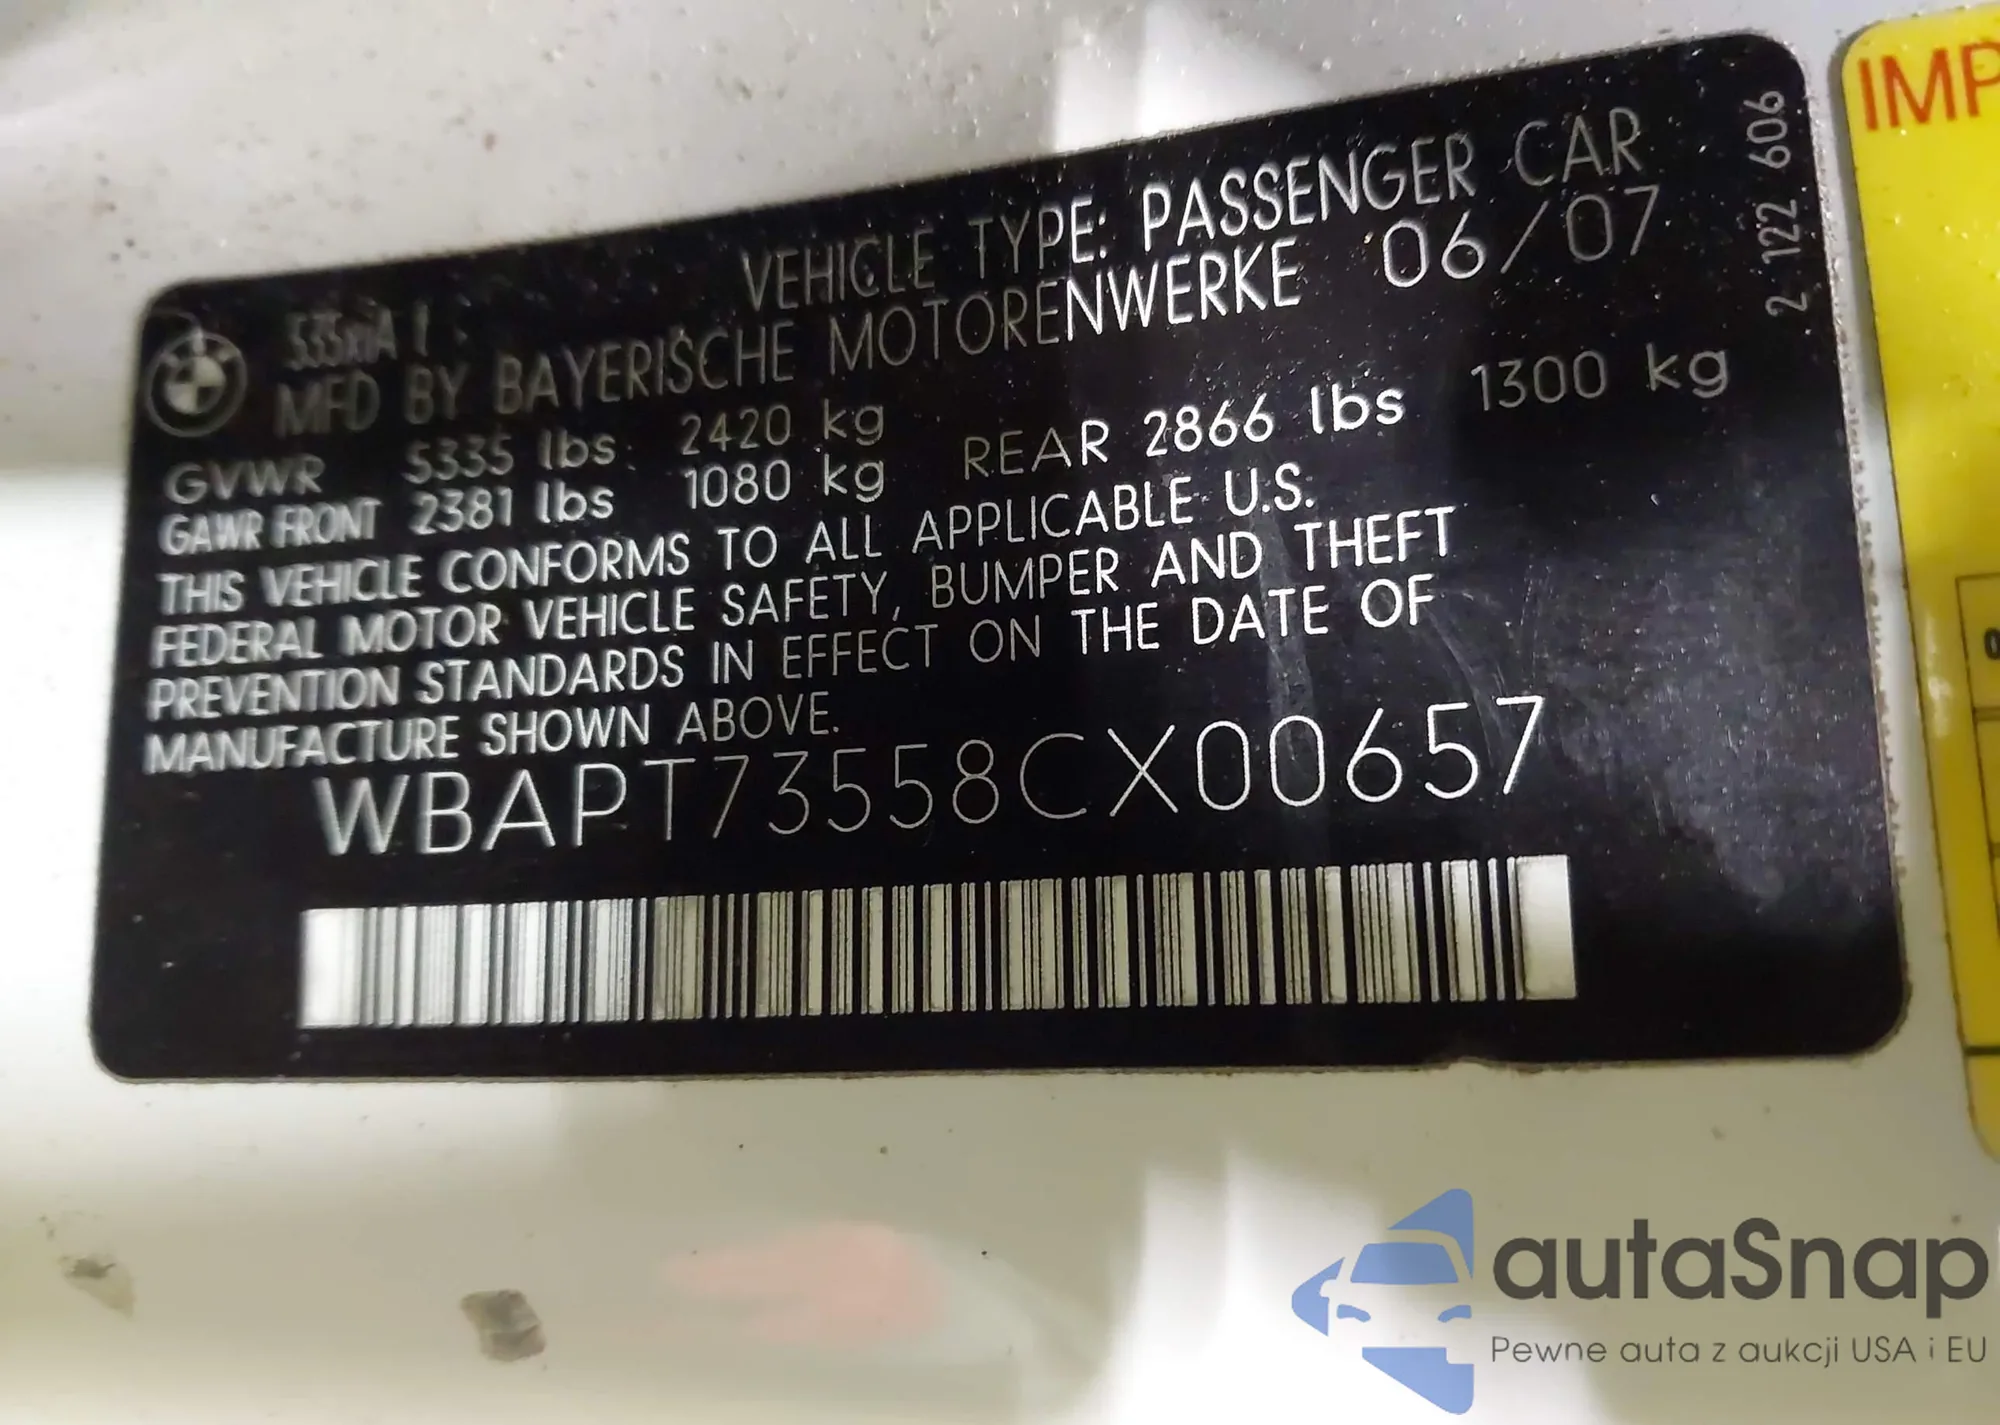 VEHICLE TYPE: PASSENGER CAR
535xiA
MFD BY BAYERISCHE MOTORENWERKE 06/07
GVWR 5335 lbs 2420 kg
GAWR FRONT 2381 lbs 1080 kg REAR 2866 lbs 1300 kg
THIS VEHICLE CONFORMS TO ALL APPLICABLE U.S.
FEDERAL MOTOR VEHICLE SAFETY, BUMPER AND THEFT
PREVENTION STANDARDS IN EFFECT ON THE DATE OF
MANUFACTURE SHOWN ABOVE.
WBAPT73558CX00657
2 122 606
IMP
autaSnap
Pewne auta z aukcji USA i EU